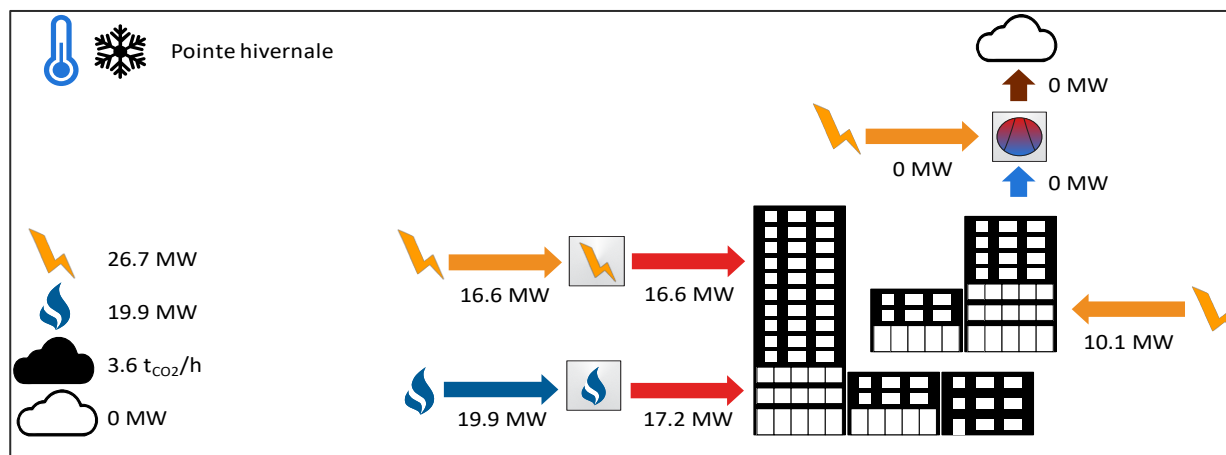 Pointe hivernale
0 MW
0 MW
0 MW
26.7 MW
16.6 MW
16.6 MW
19.9 MW
10.1 MW
3.6 t_CO2/h
0 MW
19.9 MW
17.2 MW